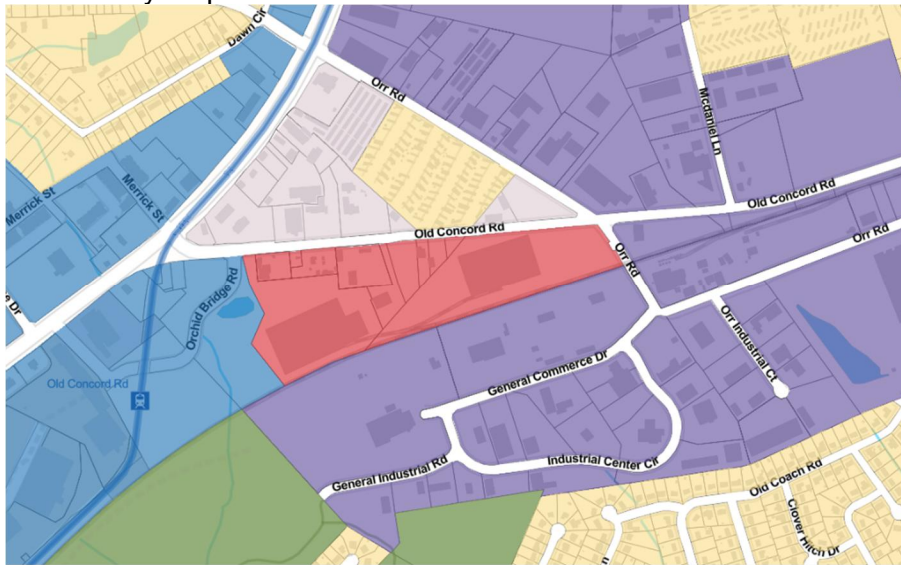 Dawn Cir
Orr Rd
Mcdaniel Ln
Merrick St
Merrick St
Old Concord Rd
Old Concord Rd
Orr Rd
Orr Rd
Orchid Bridge Rd
e Dr
Orr Industrial Ct
Old Concord Rd
General Commerce Dr
General Industrial Rd
Industrial Center Cir
Old Coach Rd
Clover Hitch Dr